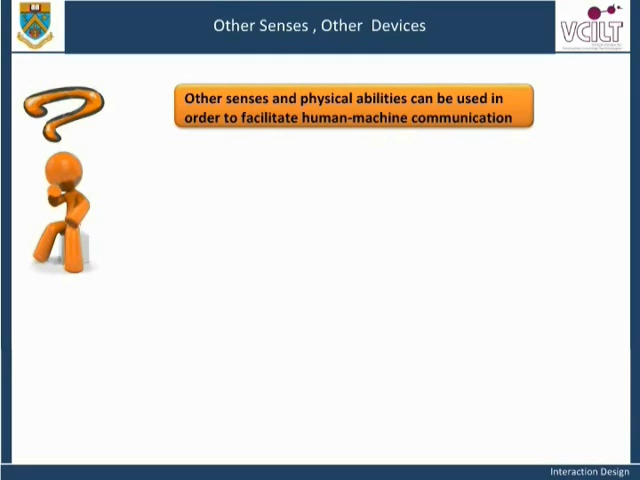 Other Senses , Other Devices
VCILT
Other senses and physical abilities can be used in
order to facilitate human-machine communication
?
Interaction Design